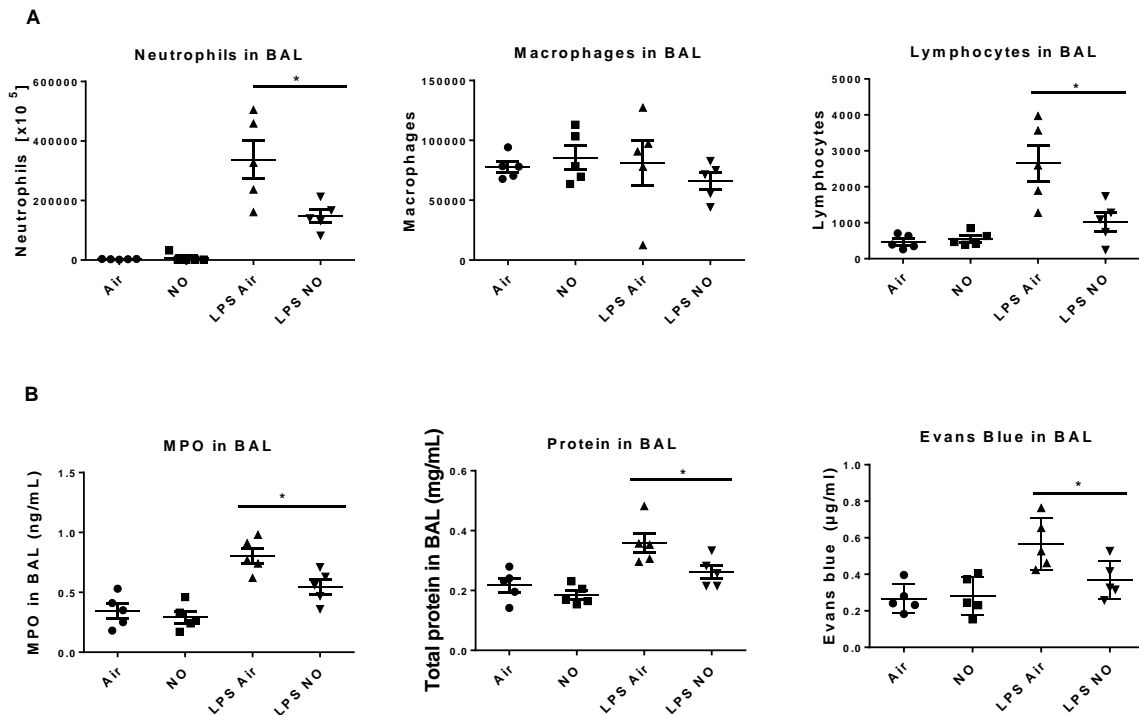 A
Neutrophils in BAL
Neutrophils [x10 5]
600000
400000
200000
0
Air
NO
LPS Air
LPS NO
*
Macrophages in BAL
Macrophages
150000
100000
50000
0
Air
NO
LPS Air
LPS NO
Lymphocytes in BAL
Lymphocytes
5000
4000
3000
2000
1000
0
Air
NO
LPS Air
LPS NO
*
B
MPO in BAL
MPO in BAL (ng/mL)
1.5
1.0
0.5
0.0
Air
NO
LPS Air
LPS NO
*
Protein in BAL
Total protein in BAL (mg/mL)
0.6
0.4
0.2
0.0
Air
NO
LPS Air
LPS NO
*
Evans Blue in BAL
Evans blue (µg/ml)
1.0
0.8
0.6
0.4
0.2
0.0
Air
NO
LPS Air
LPS NO
*